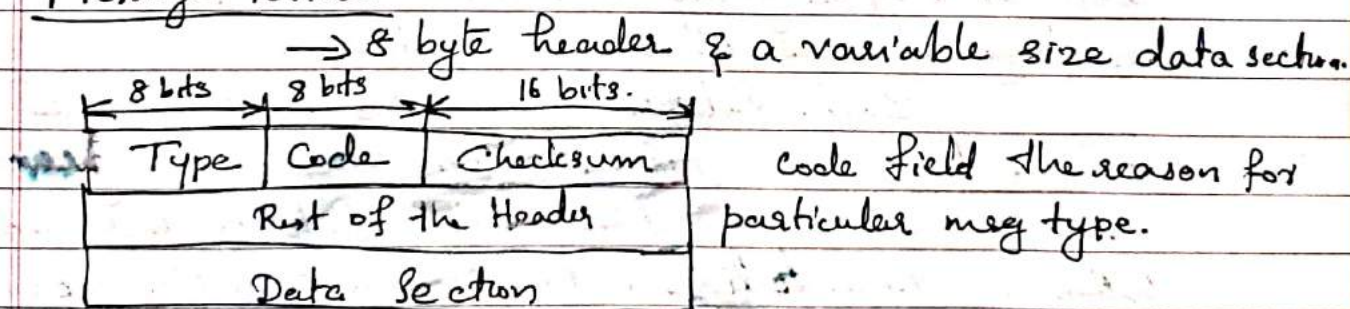 → 8 byte header & a variable size data section.
8 bits 8 bits 16 bits.
Type Code Checksum
Code field the reason for
Rest of the Header
particular msg type.
Data Section